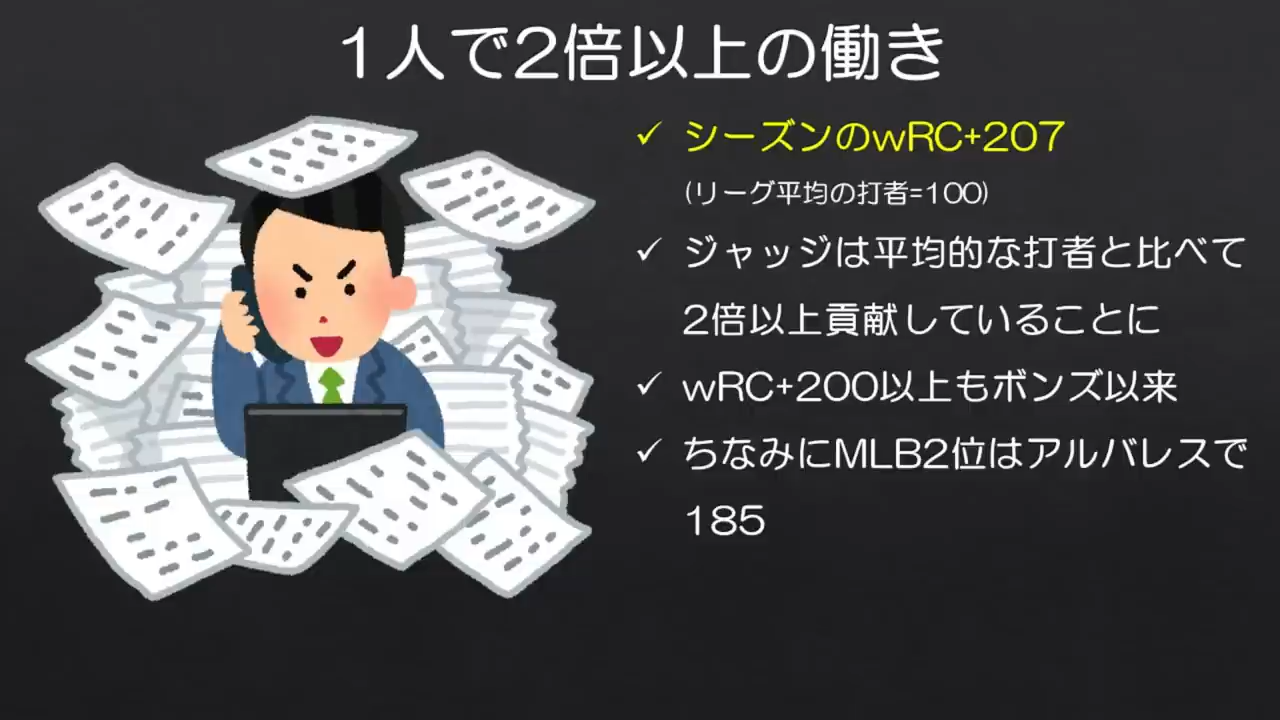 1人で2倍以上の働き
✓ シーズンのwRC+207
(リーグ平均の打者=100)
✓ ジャッジは平均的な打者と比べて
2倍以上貢献していることに
✓ wRC+200以上もボンズ以来
✓ ちなみにMLB2位はアルバレスで
185